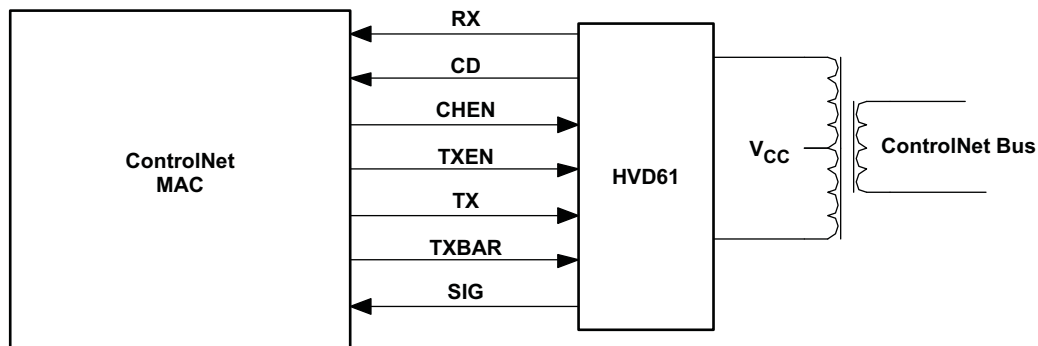 RX
CD
CHEN
TXEN
TX
TXBAR
SIG
ControlNet
MAC
HVD61
VCC
ControlNet Bus